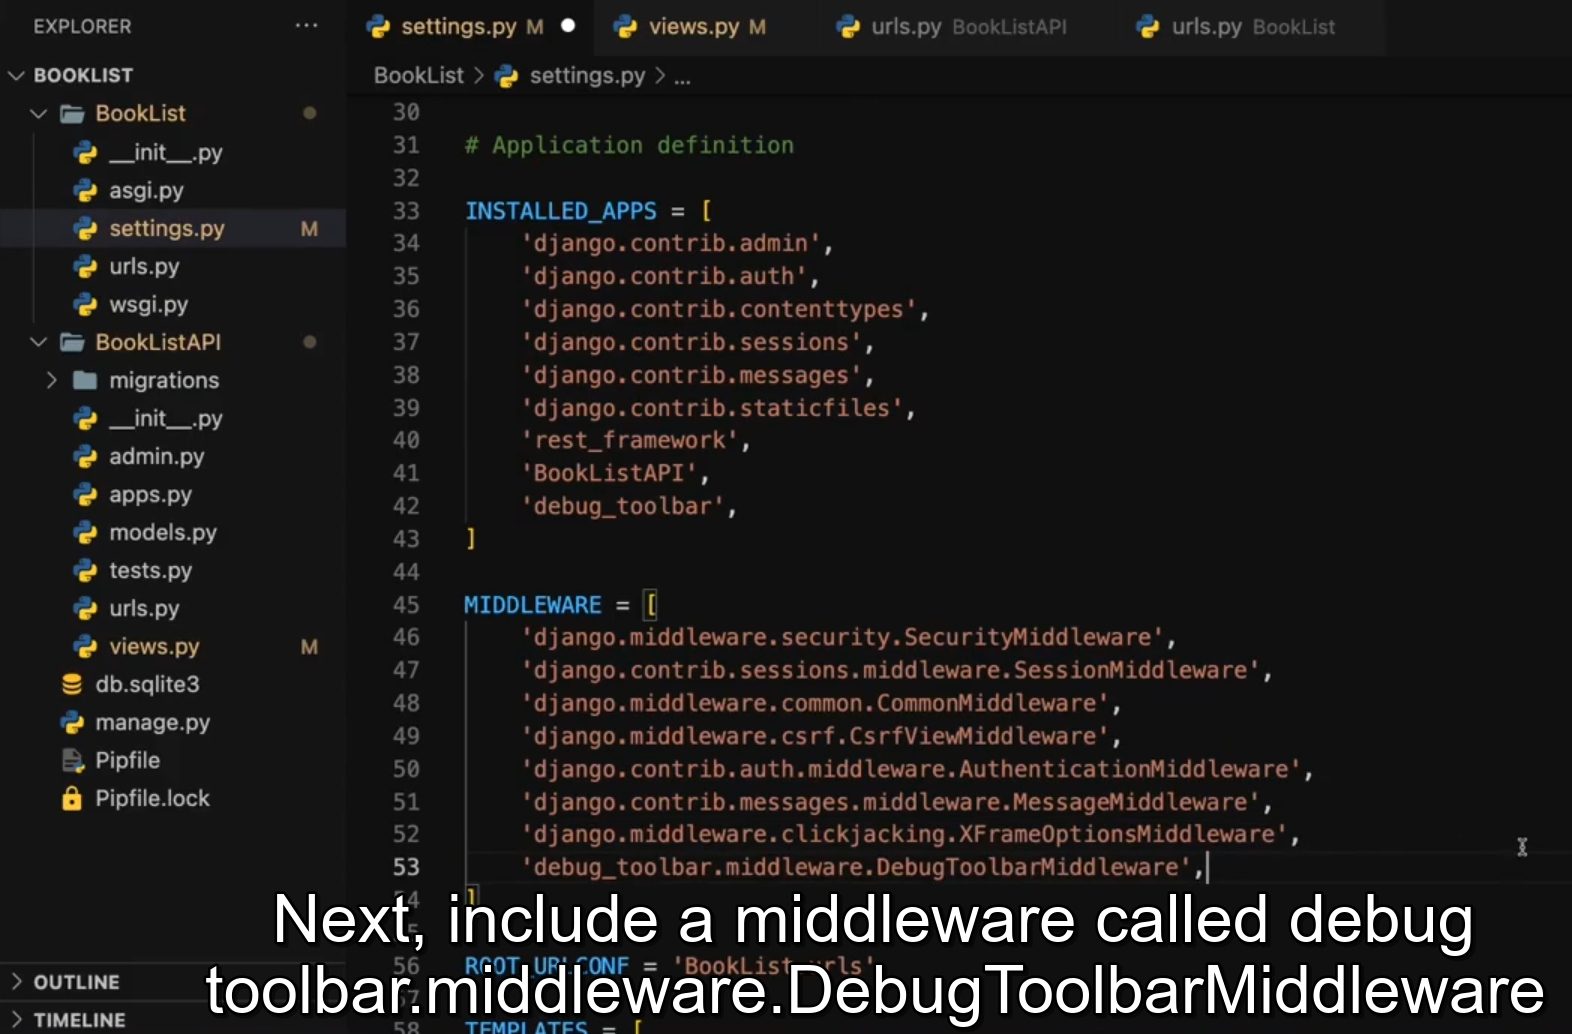 EXPLORER
BOOKLIST
BookList
__init__.py
asgi.py
settings.py M
urls.py
wsgi.py
BookListAPI
migrations
__init__.py
admin.py
apps.py
models.py
tests.py
urls.py
views.py M
db.sqlite3
manage.py
Pipfile
Pipfile.lock
OUTLINE
TIMELINE
settings.py M
views.py M
urls.py BookListAPI
urls.py BookList
BookList > settings.py > ...
30
31 # Application definition
32
33 INSTALLED_APPS = [
34 'django.contrib.admin',
35 'django.contrib.auth',
36 'django.contrib.contenttypes',
37 'django.contrib.sessions',
38 'django.contrib.messages',
39 'django.contrib.staticfiles',
40 'rest_framework',
41 'BookListAPI',
42 'debug_toolbar',
43 ]
44
45 MIDDLEWARE = [
46 'django.middleware.security.SecurityMiddleware',
47 'django.contrib.sessions.middleware.SessionMiddleware',
48 'django.middleware.common.CommonMiddleware',
49 'django.middleware.csrf.CsrfViewMiddleware',
50 'django.contrib.auth.middleware.AuthenticationMiddleware',
51 'django.contrib.messages.middleware.MessageMiddleware',
52 'django.middleware.clickjacking.XFrameOptionsMiddleware',
53 'debug_toolbar.middleware.DebugToolbarMiddleware',
54 ]
56 ROOT_URLCONF = 'BookList.urls'
57
58 TEMPLATES = [
Next, include a middleware called debug
toolbar.middleware.DebugToolbarMiddleware